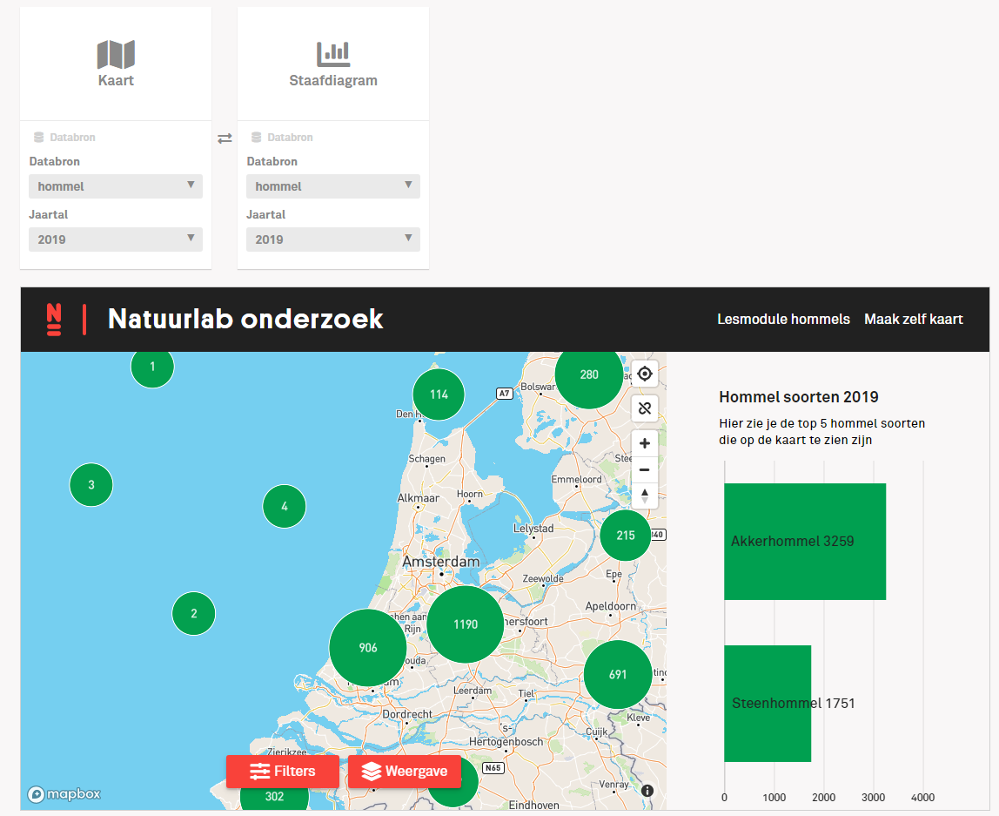 Kaart
Staafdiagram
Databron
Databron
Databron
Databron
hommel
hommel
Jaartal
Jaartal
2019
2019
Natuurlab onderzoek
Lesmodule hommels
Maak zelf kaart
1
280
Bolswar
114
A7
Den H
Schagen
Stee
3
Emmeloord
4
Alkmaar
Hoorn
Lelystad
215
Amsterdam
Zeewolde
Epe
2
Apeldoorn
hen aan
Rijn
1190
mersfoort
906
ouda
691
Leerdam
Tiel
Dordrecht
Kleve
's-
Hertogenbosch
Cuijk
Zierikzee
Filters
Weergave
N65
302
Venray
Eindhoven
mapbox
Hommel soorten 2019
Hier zie je de top 5 hommel soorten
die op de kaart te zien zijn
Akkerhommel 3259
Steenhommel 1751
0 1000 2000 3000 4000